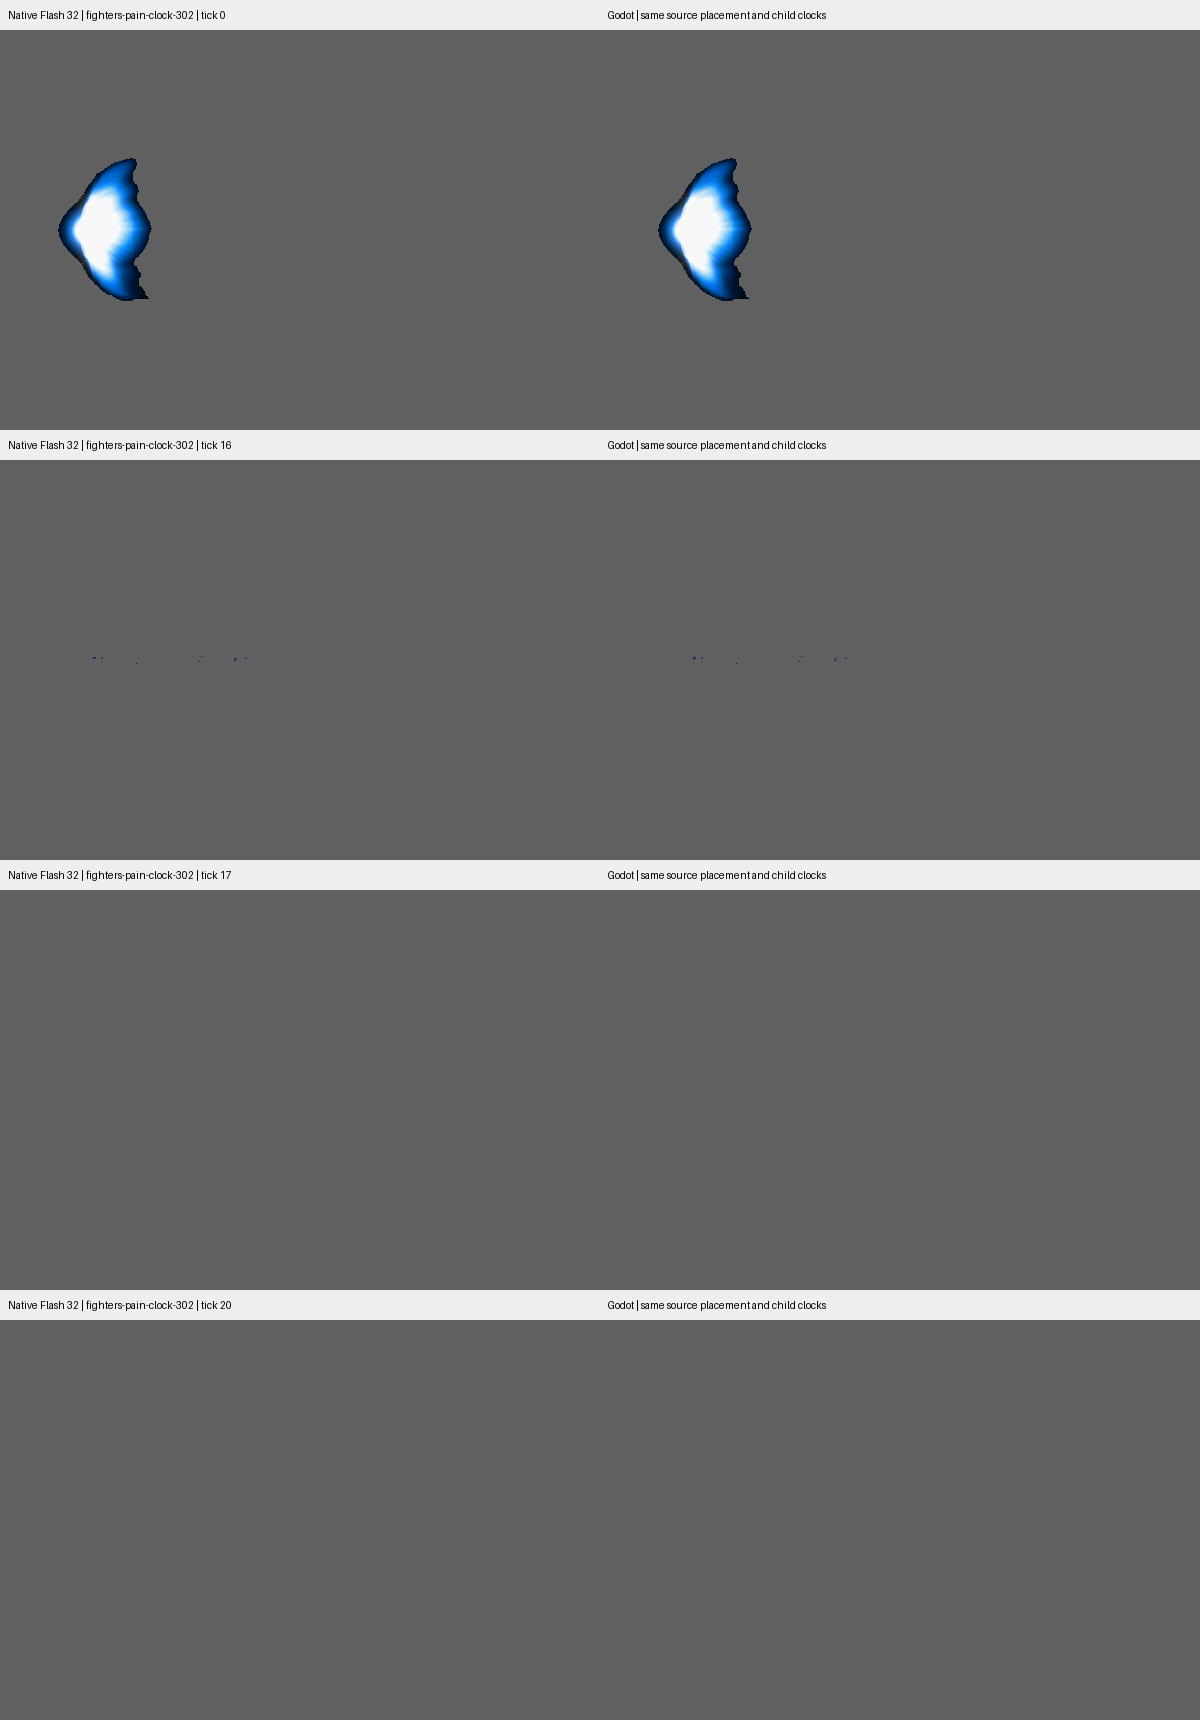 Native Flash 32 | fighters-pain-clock-302 | tick 0
Godot | same source placement and child clocks
Native Flash 32 | fighters-pain-clock-302 | tick 16
Godot | same source placement and child clocks
Native Flash 32 | fighters-pain-clock-302 | tick 17
Godot | same source placement and child clocks
Native Flash 32 | fighters-pain-clock-302 | tick 20
Godot | same source placement and child clocks